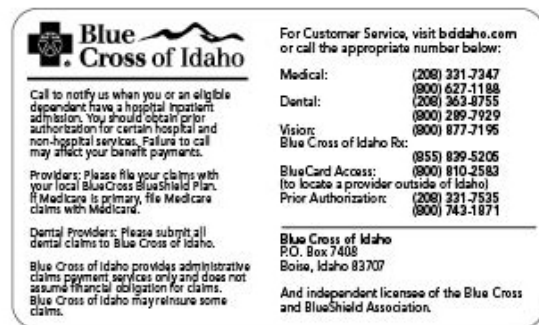 Blue
Cross of Idaho
Call to notify us when you or an eligible
dependent have a hospital inpatient
admission. You should obtain prior
authorization for certain hospital and
non-hospital services. Failure to call
may affect your benefit payments.
Providers: Please file your claims with
your local BlueCross BlueShield Plan.
If Medicare is primary, file Medicare
claims with Medicare.
Dental Providers: Please submit all
dental claims to Blue Cross of Idaho.
Blue Cross of Idaho provides administrative
claims payment services only and does not
assume financial obligation for claims.
Blue Cross of Idaho may reinsure some
claims.
For Customer Service, visit bcidaho.com
or call the appropriate number below:
Medical: (208) 331-7347
(800) 627-1188
Dental: (208) 363-8755
(800) 289-7929
Vision: (800) 877-7195
Blue Cross of Idaho Rx:
(855) 839-5205
BlueCard Access: (800) 810-2583
(to locate a provider outside of Idaho)
Prior Authorization: (208) 331-7535
(800) 743-1871
Blue Cross of Idaho
P.O. Box 7408
Boise, Idaho 83707
And independent licensee of the Blue Cross
and BlueShield Association.